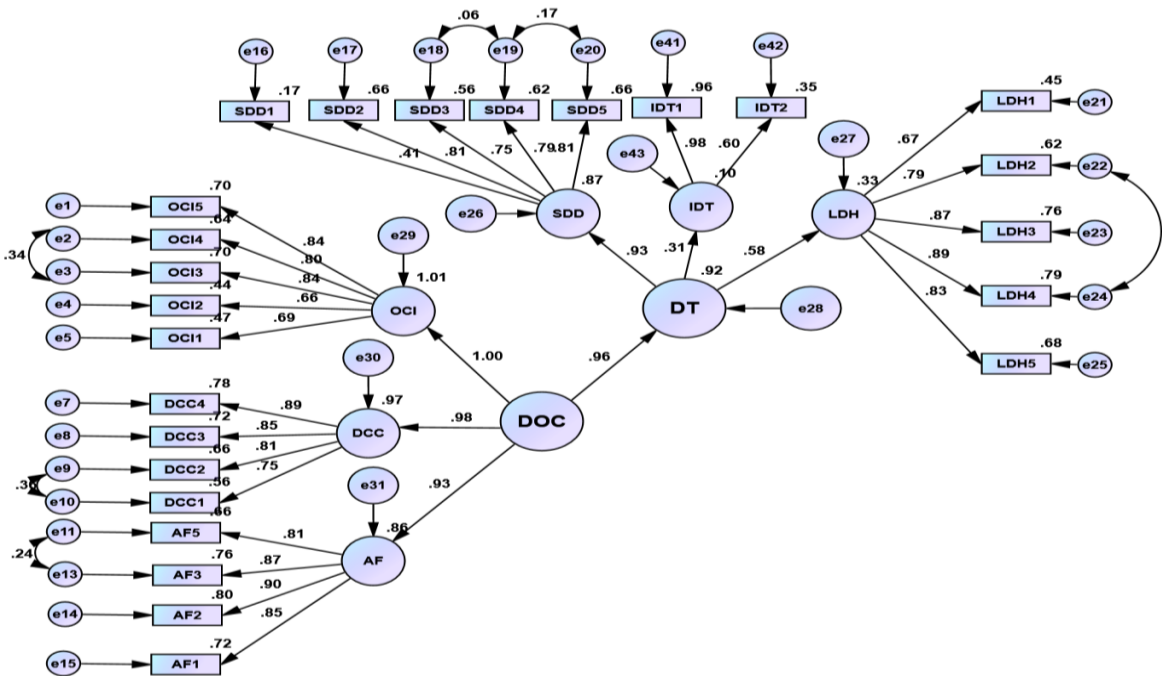 .06 .17
e16 e17 e18 e19 e20 e41 e42
.17 .66 .56 .62 .66 .96 .35 .45
SDD1 SDD2 SDD3 SDD4 SDD5 IDT1 IDT2 LDH1 e21
.41 .81 .75 .79 .81 .98 .60 .67
e43 e27 .62
LDH2 e22
.87 .10 .33 .79
e26 SDD IDT LDH
.76
.87 LDH3 e23
.93 .31 .58 .89 .79
LDH4 e24
.83
.92
DT e28
.68
LDH5 e25
.70
e1 OCI5
.64
e2 OCI4
.34 .70
e3 OCI3
.44
e4 OCI2
.47
e5 OCI1
.84
.80
.84
.66
.69
e29
1.01
OCI
1.00 .96
e30
.78 .97
e7 DCC4 .89
.72
e8 DCC3 .85 DCC .98 DOC
.66
e9 DCC2 .81
.56
e10 DCC1 .75
e31 .93
.66 .86
e11 AF5 .81
.24 .76
e13 AF3 .87 AF
.80
e14 AF2 .90
.72
e15 AF1 .85